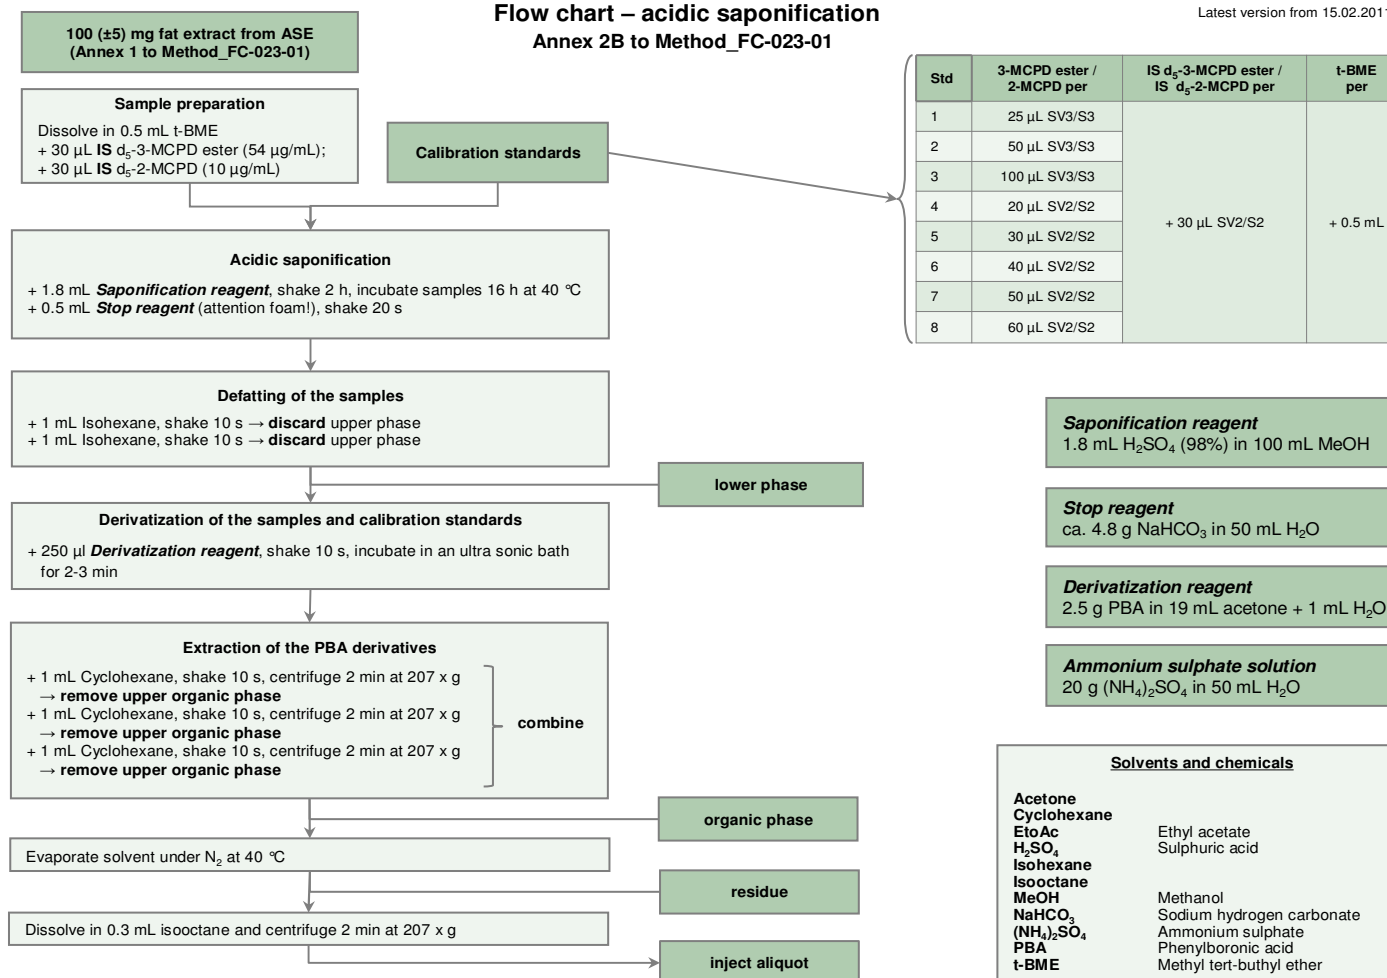 Flow chart – acidic saponification
Annex 2B to Method_FC-023-01
Latest version from 15.02.2011
100 (±5) mg fat extract from ASE
(Annex 1 to Method_FC-023-01)
Sample preparation
Dissolve in 0.5 mL t-BME
+ 30 µL IS d₅-3-MCPD ester (54 µg/mL);
+ 30 µL IS d₅-2-MCPD (10 µg/mL)
Calibration standards
Std 3-MCPD ester / 2-MCPD per IS d₅-3-MCPD ester / IS d₅-2-MCPD per t-BME per
1 25 µL SV3/S3
2 50 µL SV3/S3
3 100 µL SV3/S3
4 20 µL SV2/S2
5 30 µL SV2/S2
6 40 µL SV2/S2
7 50 µL SV2/S2
8 60 µL SV2/S2
+ 30 µL SV2/S2
+ 0.5 mL
Acidic saponification
+ 1.8 mL Saponification reagent, shake 2 h, incubate samples 16 h at 40 °C
+ 0.5 mL Stop reagent (attention foam!), shake 20 s
Defatting of the samples
+ 1 mL Isohexane, shake 10 s → discard upper phase
+ 1 mL Isohexane, shake 10 s → discard upper phase
lower phase
Derivatization of the samples and calibration standards
+ 250 µl Derivatization reagent, shake 10 s, incubate in an ultra sonic bath
for 2-3 min
Extraction of the PBA derivatives
+ 1 mL Cyclohexane, shake 10 s, centrifuge 2 min at 207 x g
→ remove upper organic phase
+ 1 mL Cyclohexane, shake 10 s, centrifuge 2 min at 207 x g
→ remove upper organic phase
+ 1 mL Cyclohexane, shake 10 s, centrifuge 2 min at 207 x g
→ remove upper organic phase
combine
organic phase
Evaporate solvent under N₂ at 40 °C
residue
Dissolve in 0.3 mL isooctane and centrifuge 2 min at 207 x g
inject aliquot
Saponification reagent
1.8 mL H₂SO₄ (98%) in 100 mL MeOH
Stop reagent
ca. 4.8 g NaHCO₃ in 50 mL H₂O
Derivatization reagent
2.5 g PBA in 19 mL acetone + 1 mL H₂O
Ammonium sulphate solution
20 g (NH₄)₂SO₄ in 50 mL H₂O
Solvents and chemicals
Acetone
Cyclohexane
EtoAc Ethyl acetate
H₂SO₄ Sulphuric acid
Isohexane
Isooctane
MeOH Methanol
NaHCO₃ Sodium hydrogen carbonate
(NH₄)₂SO₄ Ammonium sulphate
PBA Phenylboronic acid
t-BME Methyl tert-buthyl ether